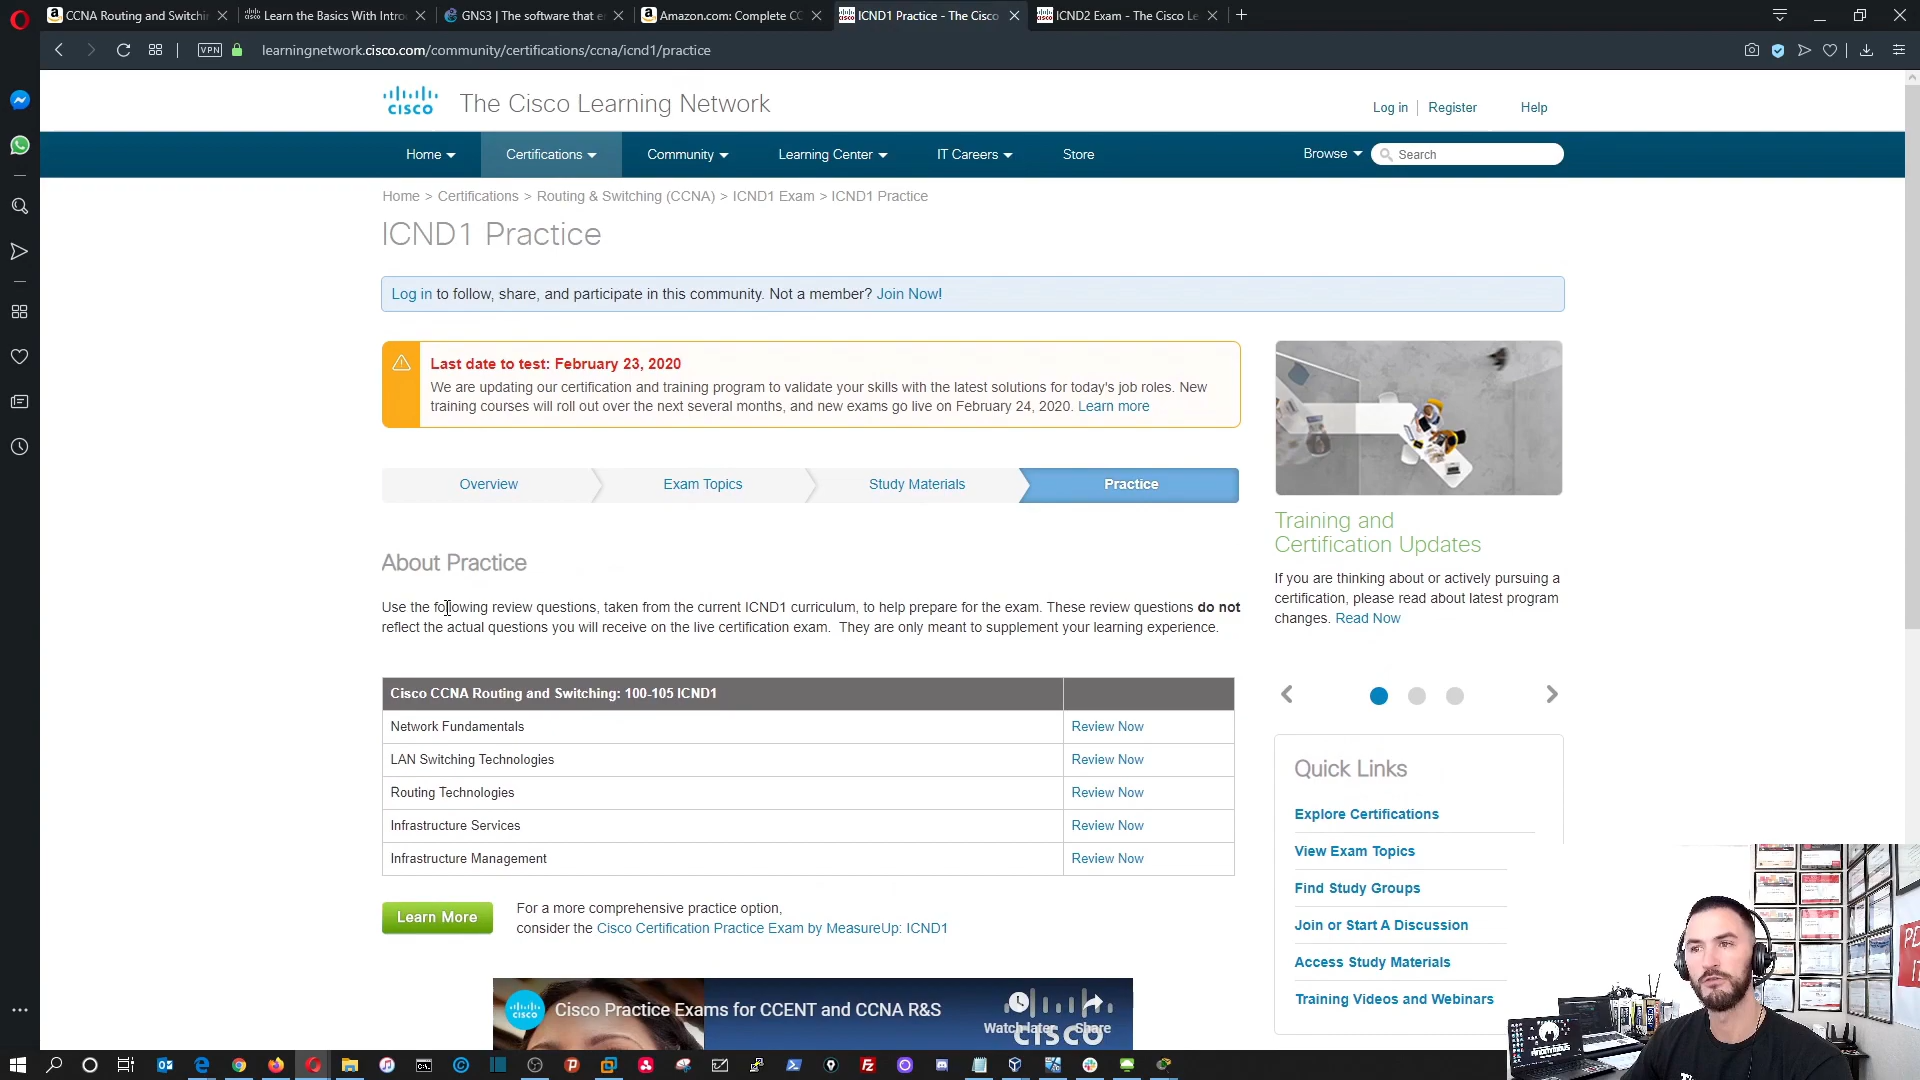 CCNA Routing and Switchi
Learn the Basics With Intro
GNS3 | The software that e
Amazon.com: Complete CC
ICND1 Practice - The Cisco
ICND2 Exam - The Cisco Le
VPN
learningnetwork.cisco.com/community/certifications/ccna/icnd1/practice
cisco
The Cisco Learning Network
Log in
Register
Help
Home
Certifications
Community
Learning Center
IT Careers
Store
Browse
Search
Home > Certifications > Routing & Switching (CCNA) > ICND1 Exam > ICND1 Practice
ICND1 Practice
Log in to follow, share, and participate in this community. Not a member? Join Now!
Last date to test: February 23, 2020
We are updating our certification and training program to validate your skills with the latest solutions for today's job roles. New
training courses will roll out over the next several months, and new exams go live on February 24, 2020. Learn more
Overview
Exam Topics
Study Materials
Practice
Training and
Certification Updates
If you are thinking about or actively pursuing a
certification, please read about latest program
changes. Read Now
About Practice
Use the following review questions, taken from the current ICND1 curriculum, to help prepare for the exam. These review questions do not
reflect the actual questions you will receive on the live certification exam. They are only meant to supplement your learning experience.
Cisco CCNA Routing and Switching: 100-105 ICND1
Network Fundamentals
Review Now
LAN Switching Technologies
Review Now
Routing Technologies
Review Now
Infrastructure Services
Review Now
Infrastructure Management
Review Now
Learn More
For a more comprehensive practice option,
consider the Cisco Certification Practice Exam by MeasureUp: ICND1
Quick Links
Explore Certifications
View Exam Topics
Find Study Groups
Join or Start A Discussion
Access Study Materials
Training Videos and Webinars
cisco
Cisco Practice Exams for CCENT and CCNA R&S
Watch later
Share
cisco